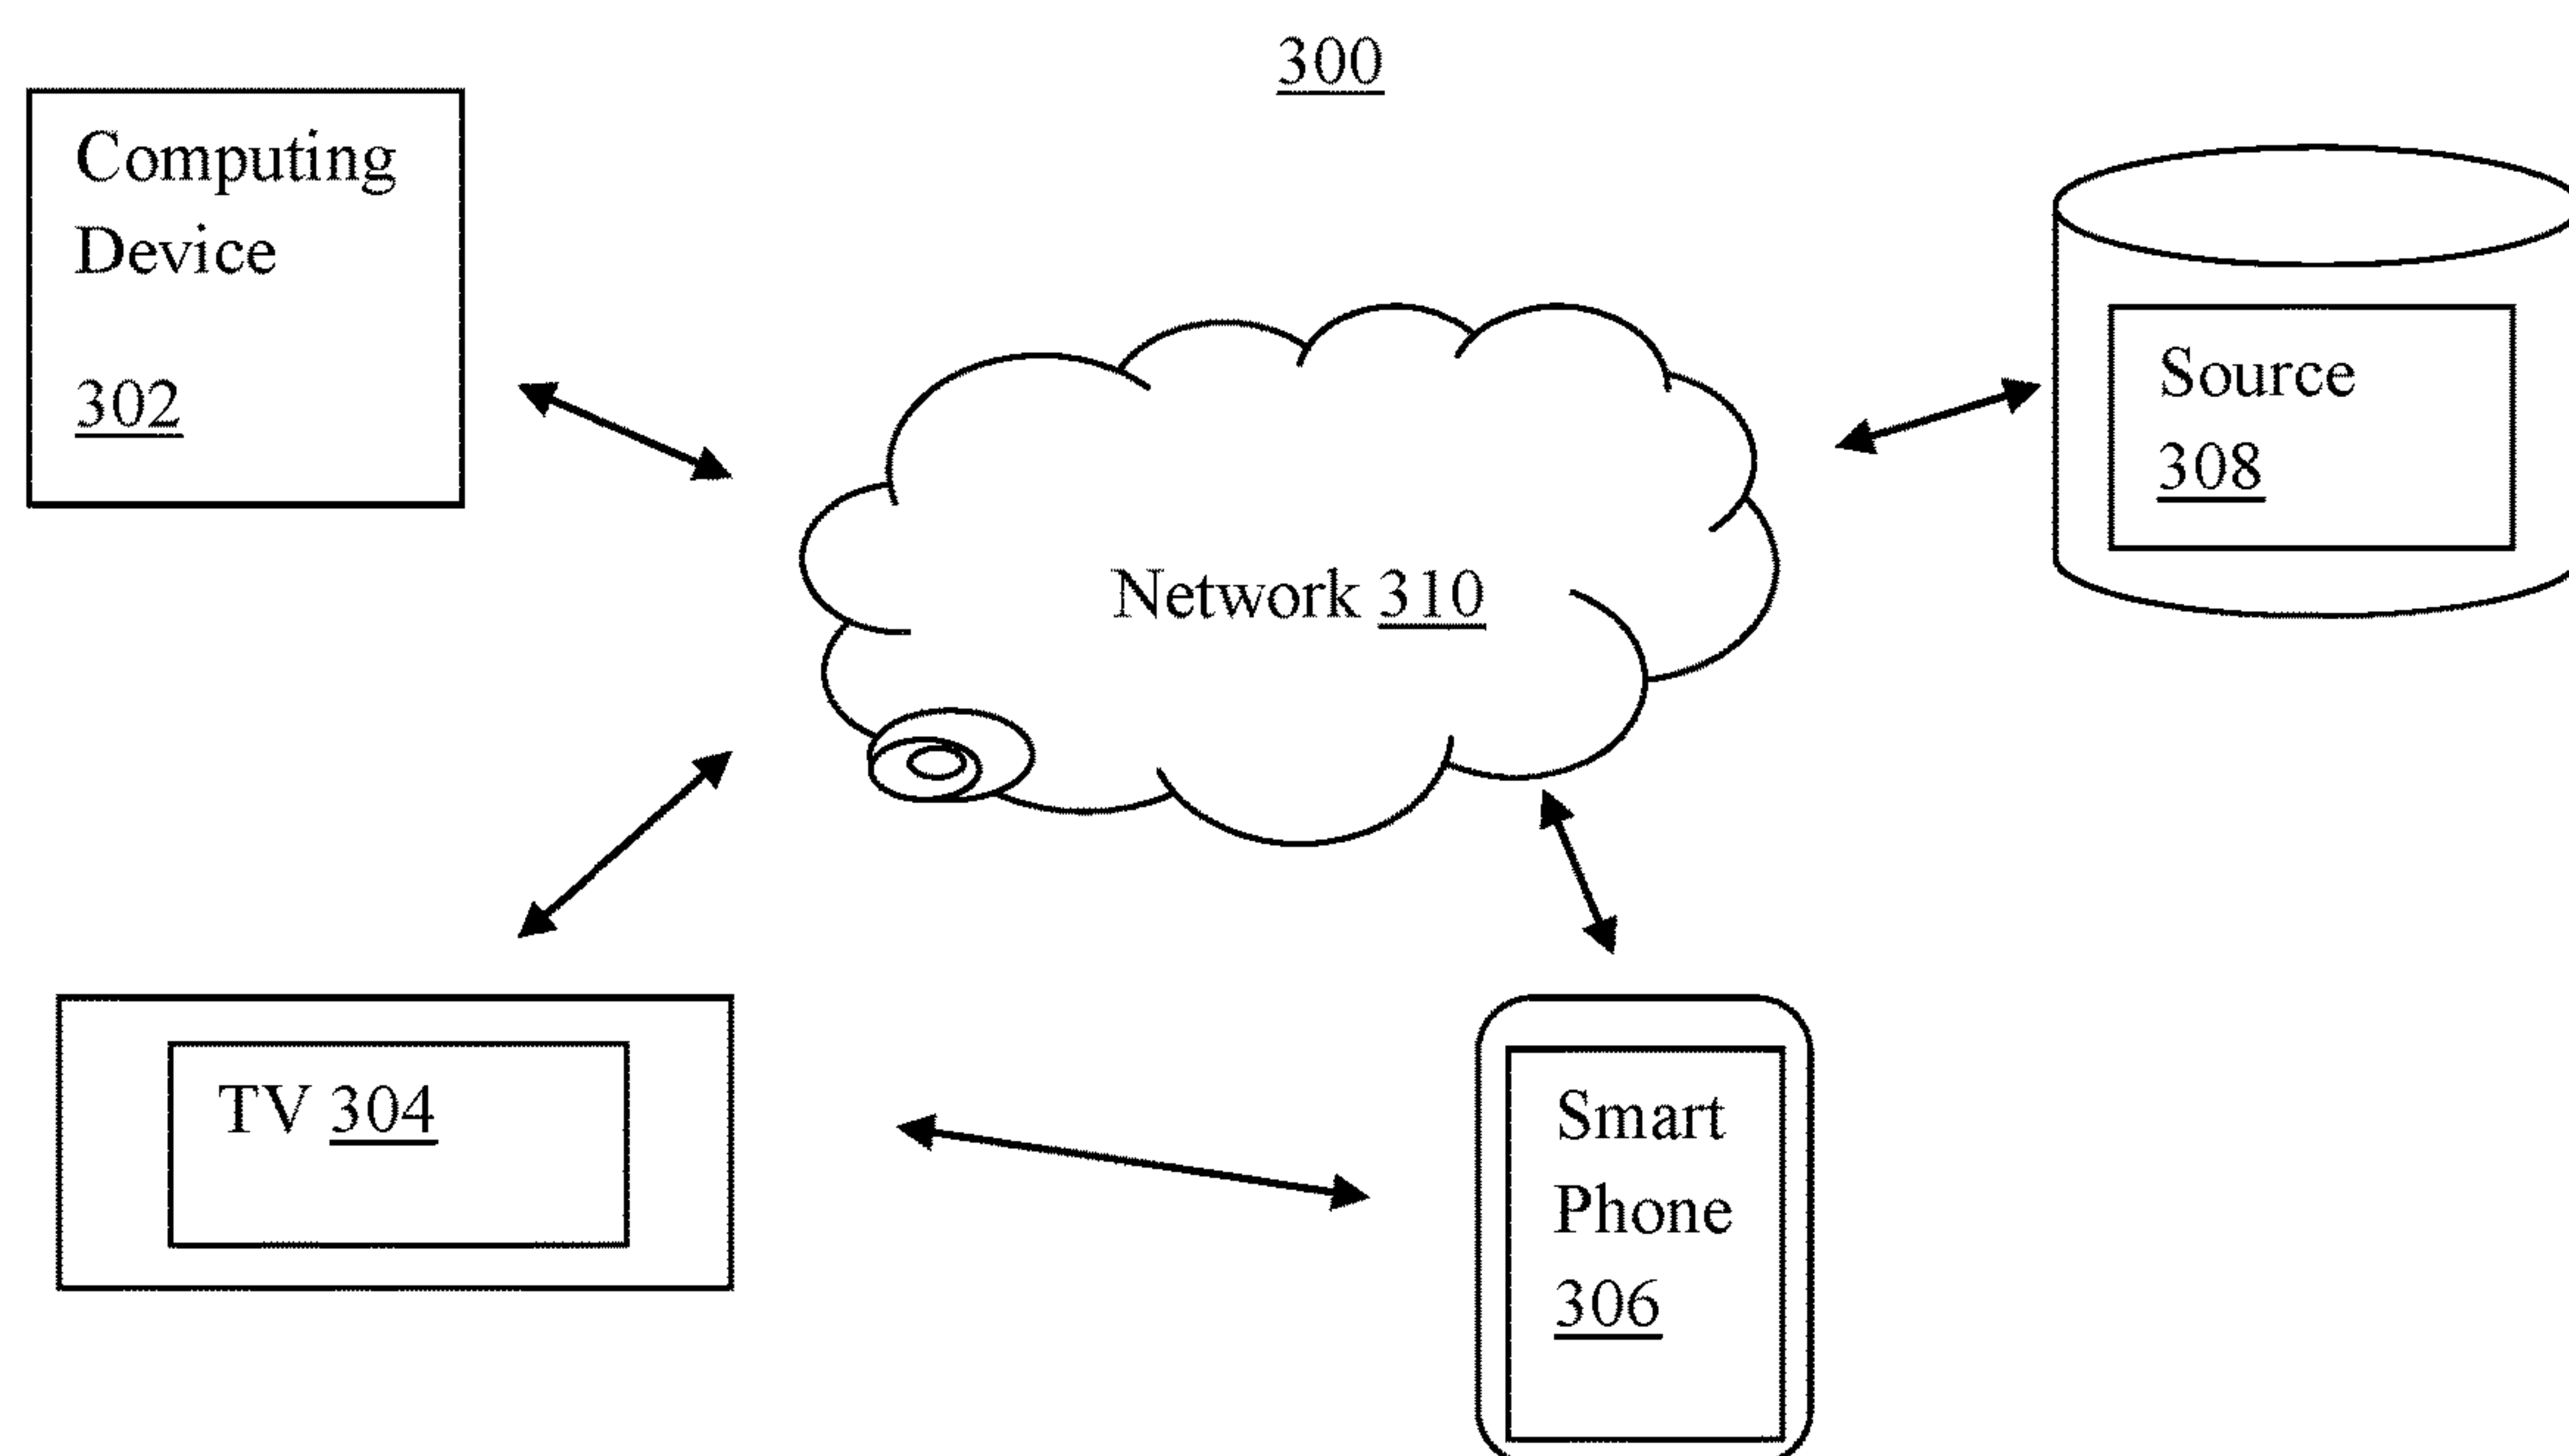 300
Computing
Device
302
Source
308
Network 310
TV 304
Smart
Phone
306